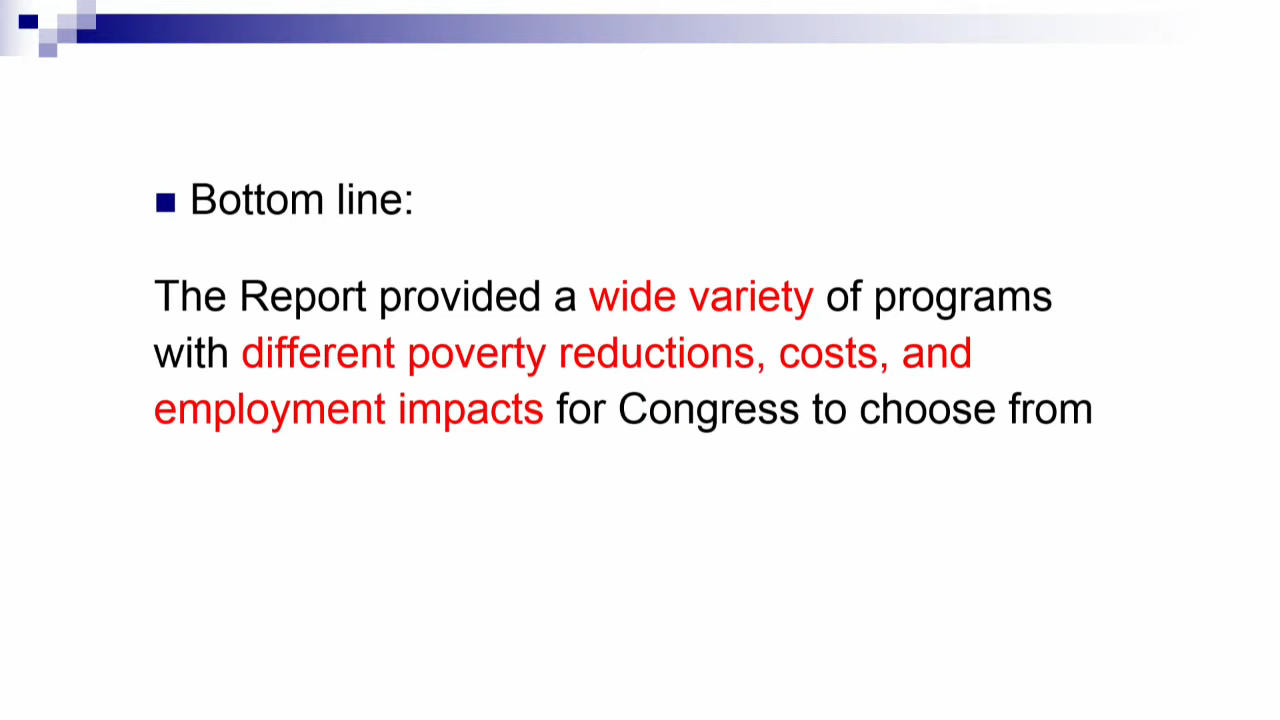 Bottom line:
The Report provided a wide variety of programs
with different poverty reductions, costs, and
employment impacts for Congress to choose from